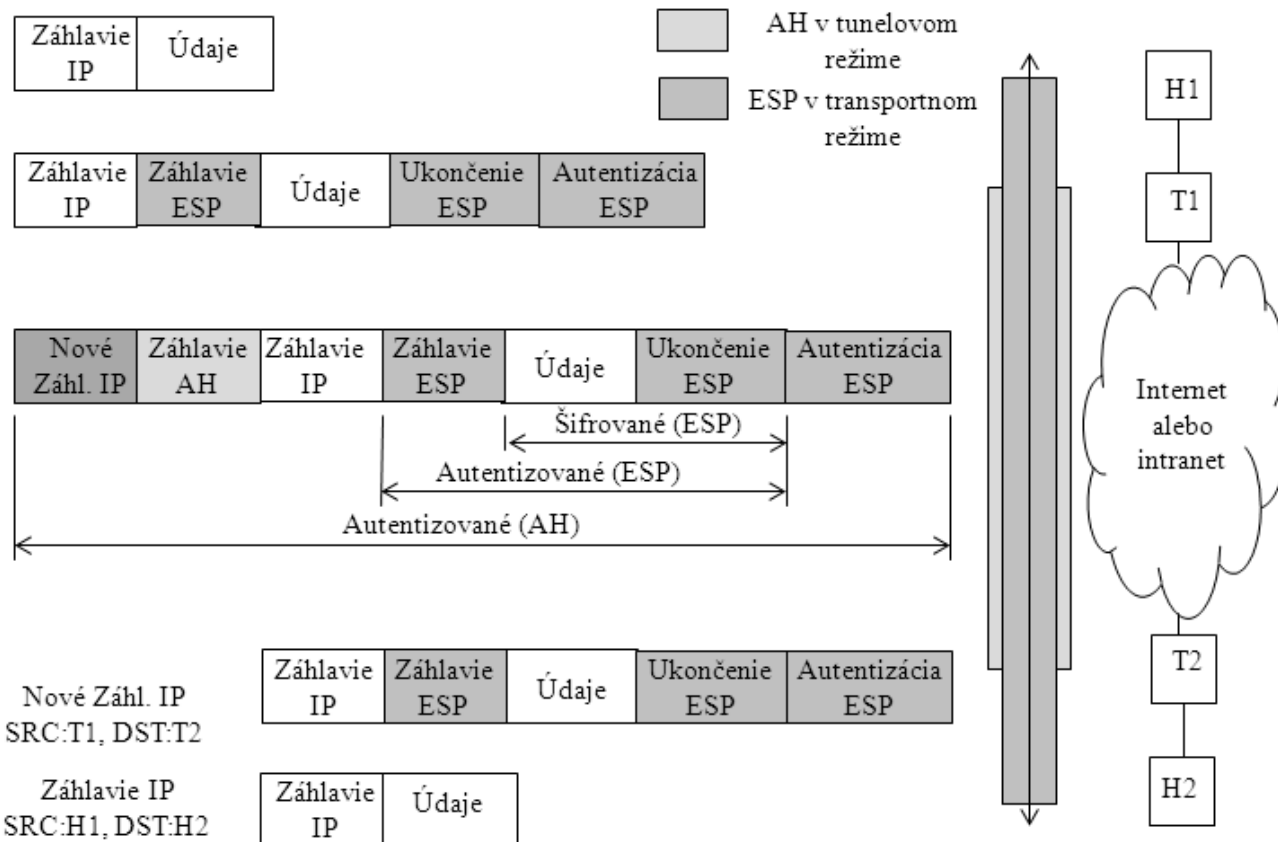 Záhlavie
IP
Údaje
AH v tunelovom
režime
ESP v transportnom
režime
H1
Záhlavie
IP
Záhlavie
ESP
Údaje
Ukončenie
ESP
Autentizácia
ESP
T1
Nové
Záhl. IP
Záhlavie
AH
Záhlavie
IP
Záhlavie
ESP
Údaje
Ukončenie
ESP
Autentizácia
ESP
Šifrované (ESP)
Autentizované (ESP)
Autentizované (AH)
Internet
alebo
intranet
Záhlavie
IP
Záhlavie
ESP
Údaje
Ukončenie
ESP
Autentizácia
ESP
T2
Nové Záhl. IP
SRC:T1, DST:T2
Záhlavie IP
SRC:H1, DST:H2
Záhlavie
IP
Údaje
H2